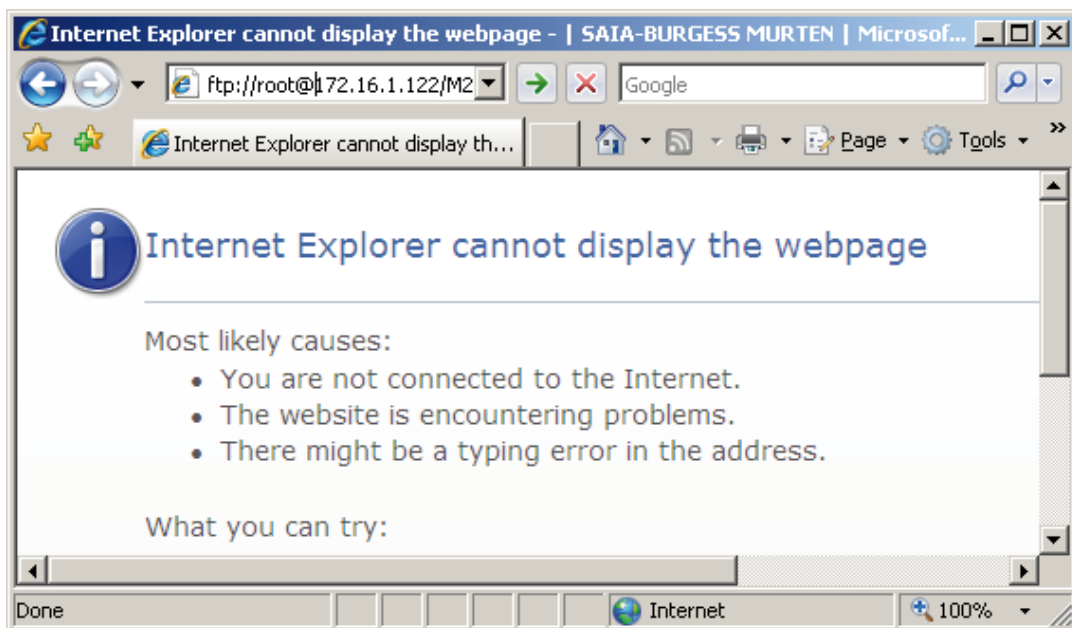 Internet Explorer cannot display the webpage - | SAIA-BURGESS MURTEN | Microsof...
ftp://root@172.16.1.122/M2
Google
Internet Explorer cannot display th...
Page
Tools
Internet Explorer cannot display the webpage
Most likely causes:
• You are not connected to the Internet.
• The website is encountering problems.
• There might be a typing error in the address.
What you can try:
Done
Internet
100%